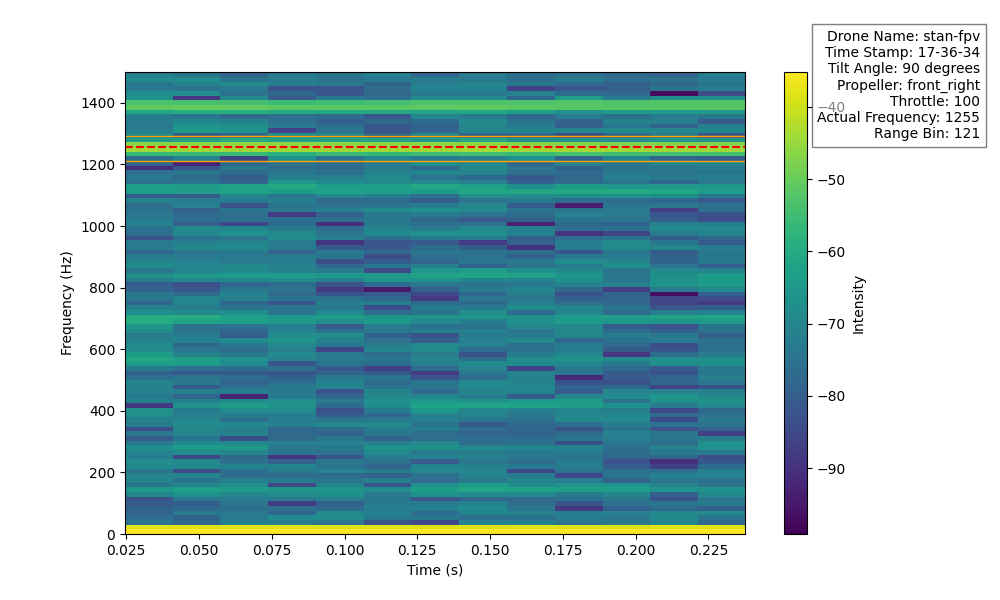 Drone Name: stan-fpv
Time Stamp: 17-36-34
Tilt Angle: 90 degrees
Propeller: front_right
Throttle: 100
Actual Frequency: 1255
Range Bin: 121
1400
1200
1000
800
600
400
200
0
Frequency (Hz)
0.025
0.050
0.075
0.100
0.125
0.150
0.175
0.200
0.225
Time (s)
−40
−50
−60
−70
−80
−90
Intensity